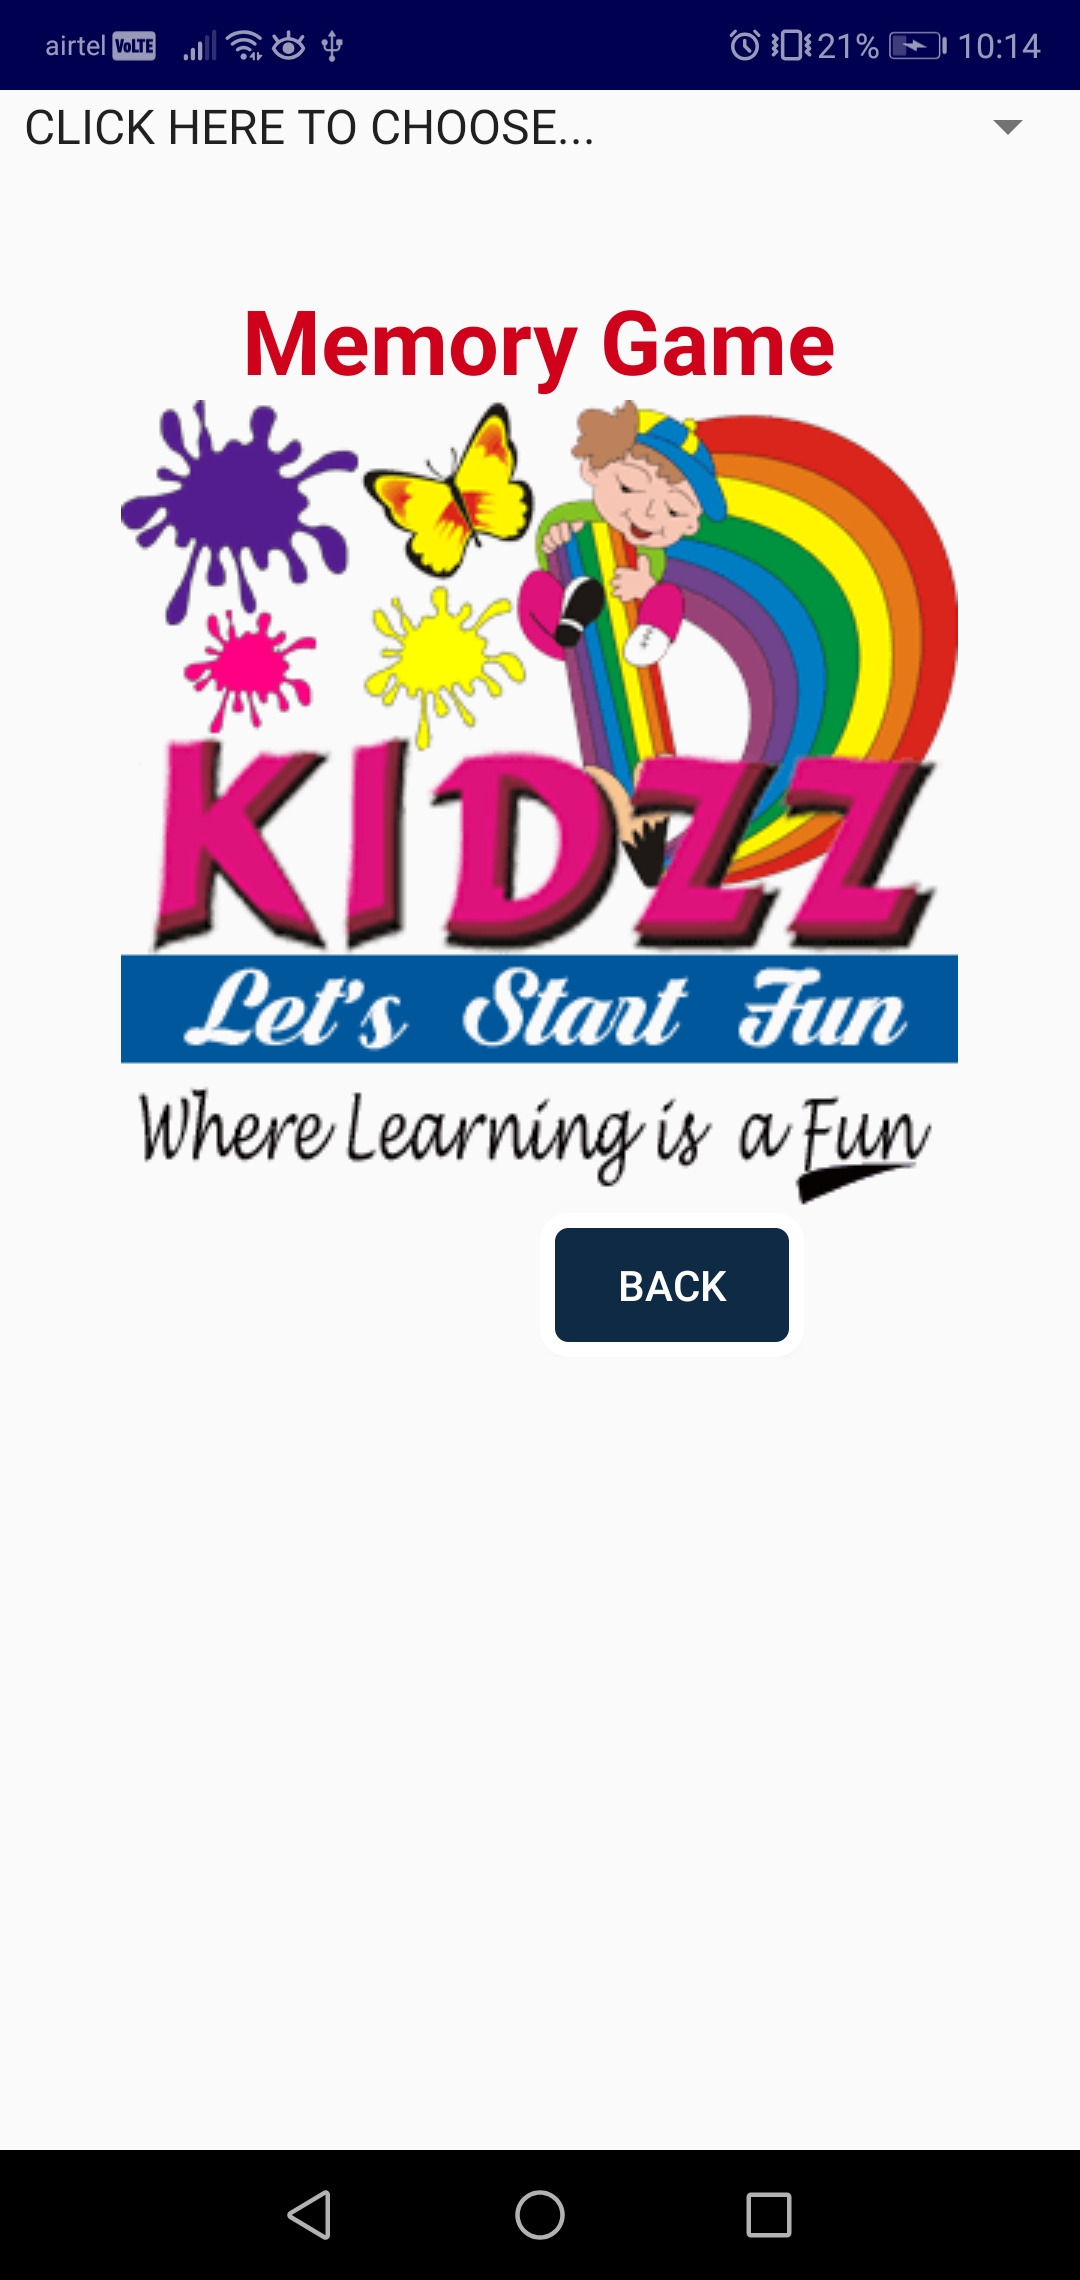 airtel VoLTE 21% 10:14
CLICK HERE TO CHOOSE...
Memory Game
KIDZZ
Let's Start Fun
Where Learning is a Fun
BACK